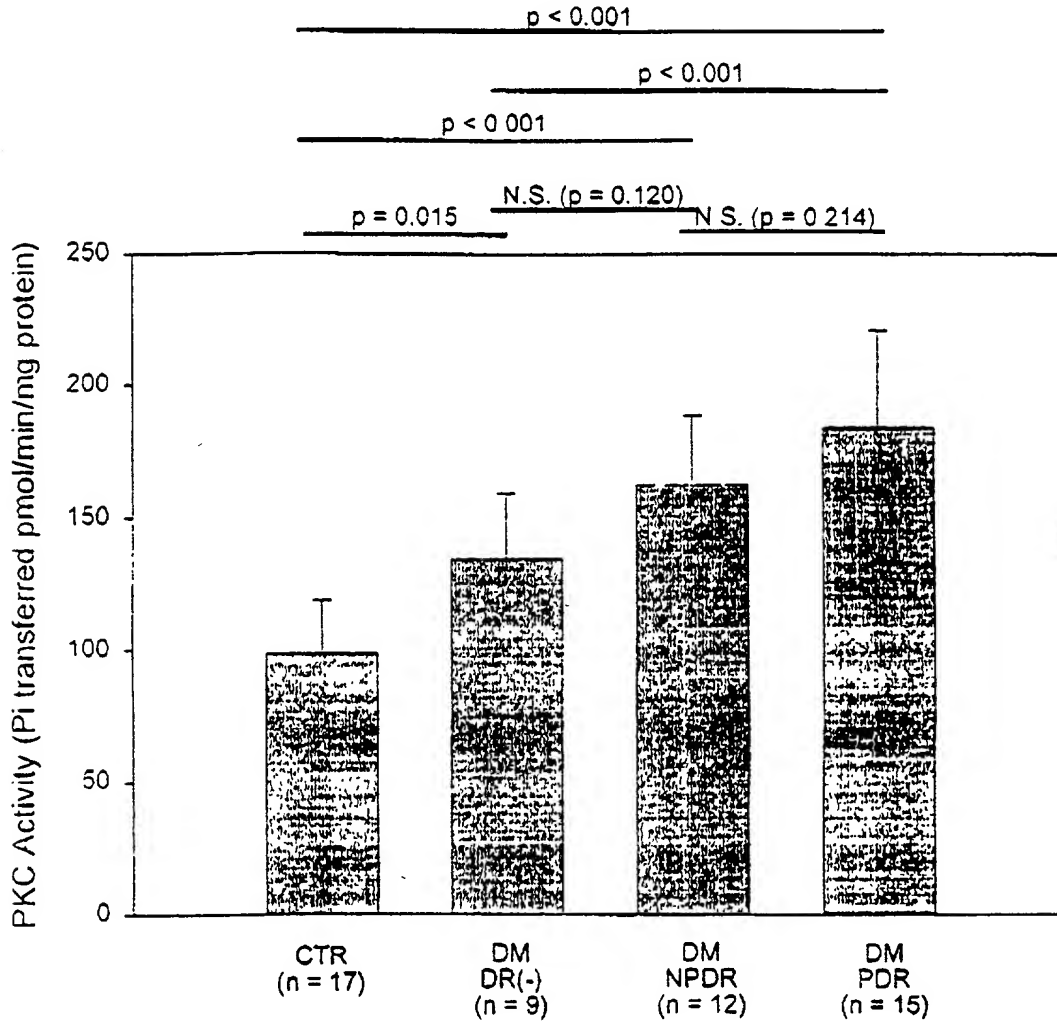 p < 0.001
p < 0.001
p < 0 001
N.S. (p = 0.120)
p = 0.015
N S. (p = 0 214)
PKC Activity (Pi transferred pmol/min/mg protein)
250
200
150
100
50
0
CTR
(n = 17)
DM
DR(-)
(n = 9)
DM
NPDR
(n = 12)
DM
PDR
(n = 15)